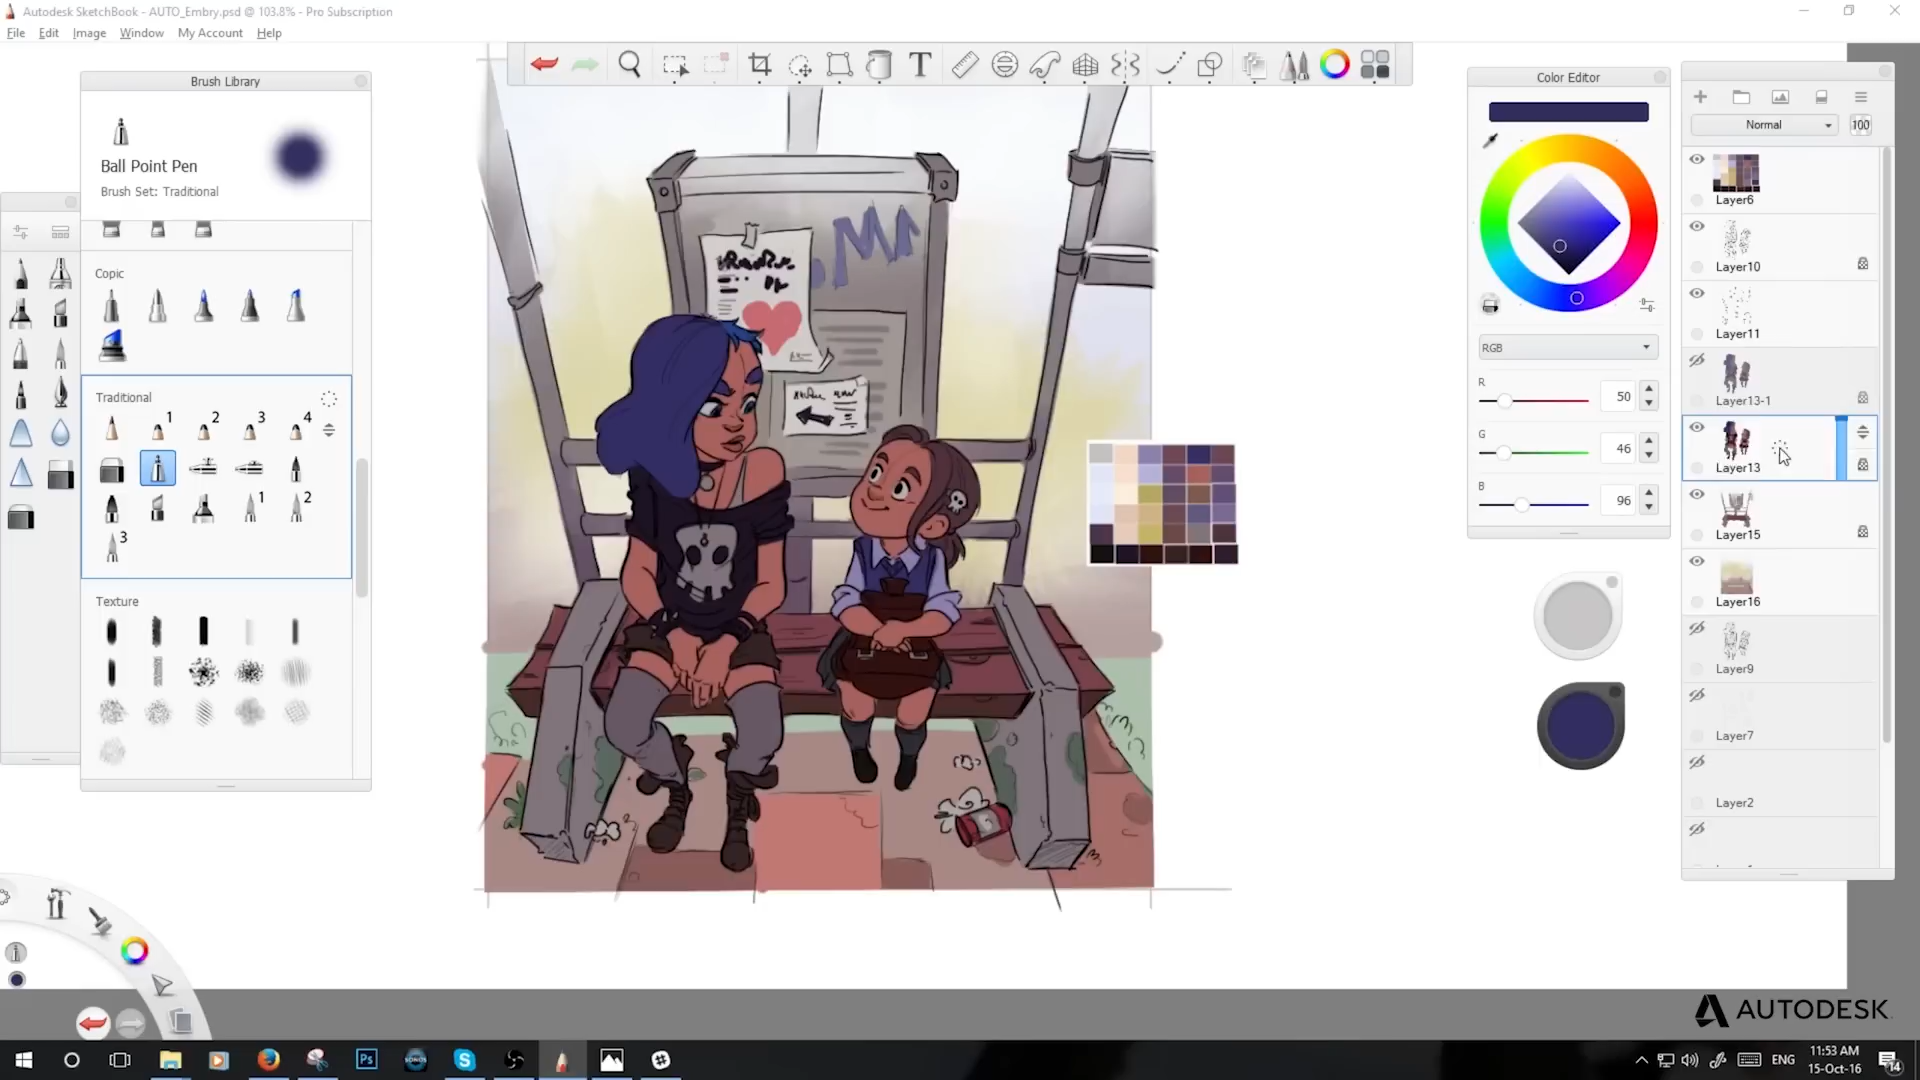 Autodesk SketchBook - AUTO_Embry.psd @ 103.8% - Pro Subscription
File Edit Image Window My Account Help
Brush Library
Ball Point Pen
Brush Set: Traditional
Copic
Traditional
1 2 3 4
1 2
3
Texture
T
Color Editor
RGB
R 50
G 46
B 96
Normal 100
Layer6
Layer10
Layer11
Layer13-1
Layer13
Layer15
Layer16
Layer9
Layer7
Layer2
AUTODESK
Ps
SONOS
S
ENG
11:53 AM
15-Oct-16
14